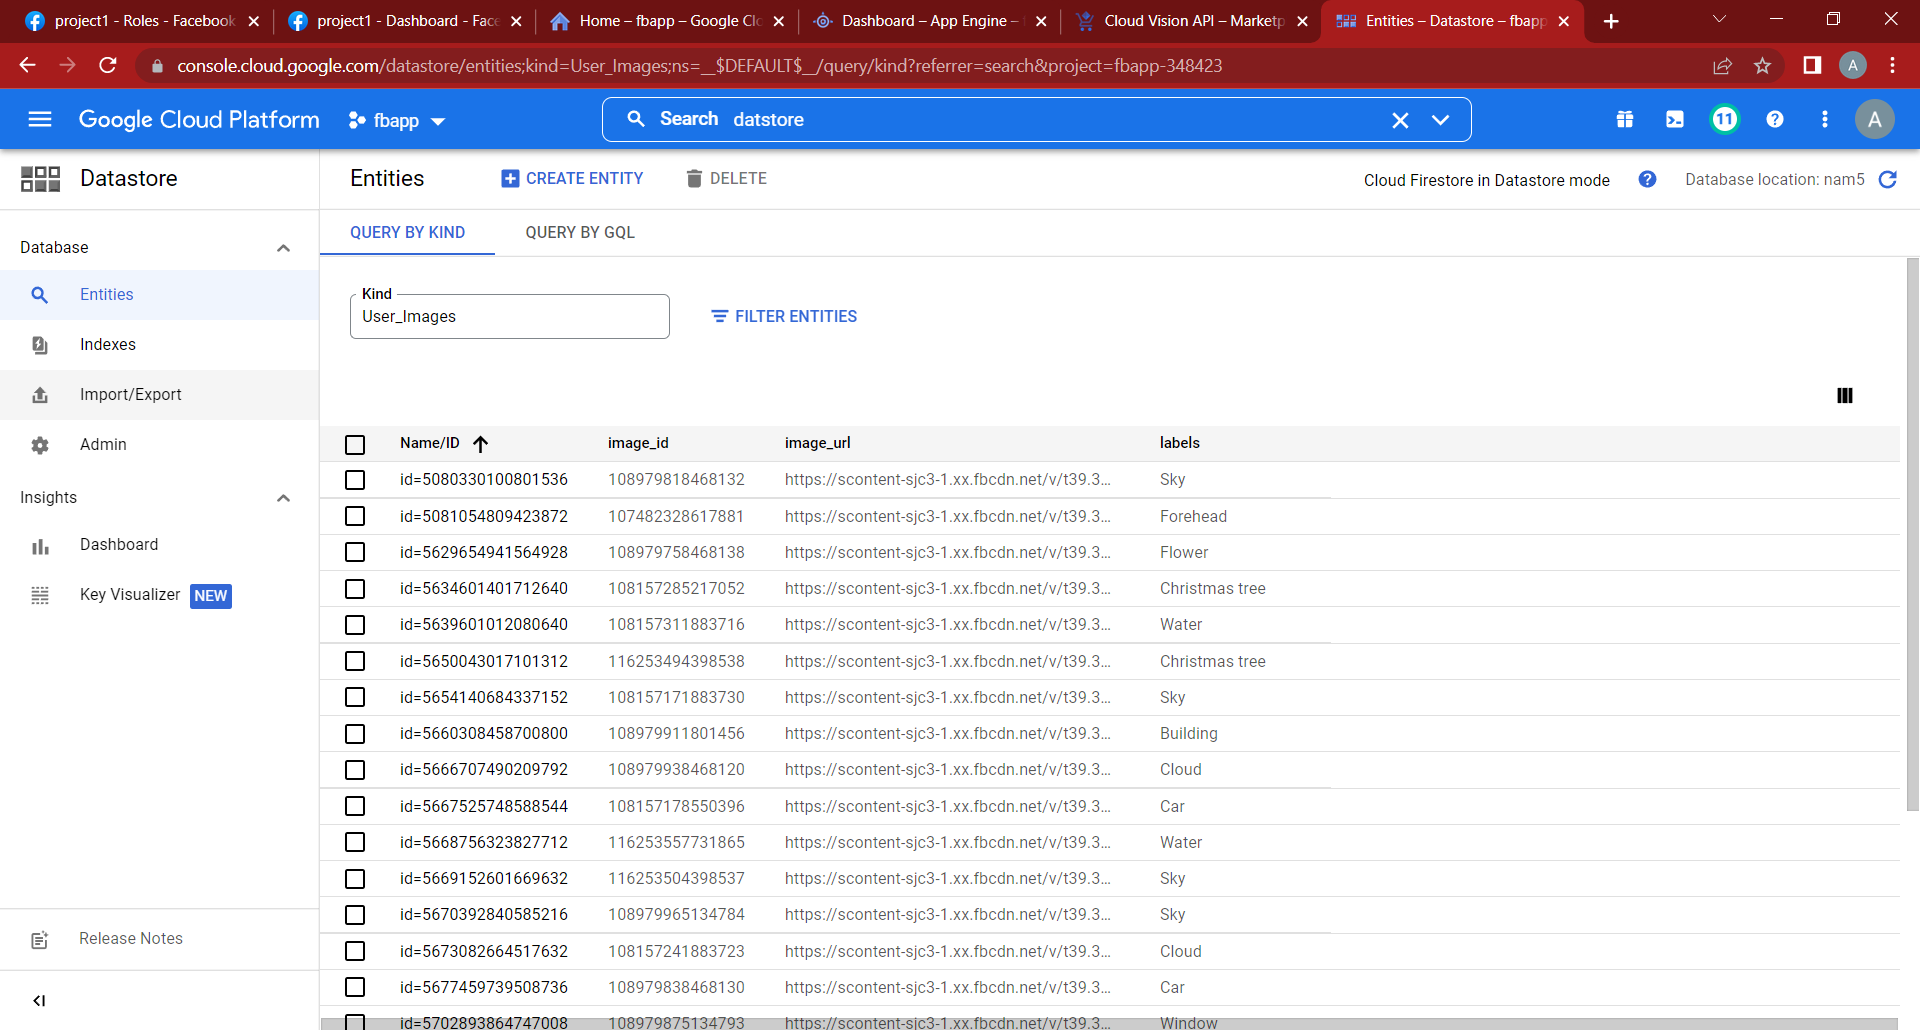 project1 - Roles - Facebook
project1 - Dashboard - Face
Home – fbapp – Google Clo
Dashboard – App Engine –
Cloud Vision API – Marketp
Entities – Datastore – fbapp
console.cloud.google.com/datastore/entities;kind=User_Images;ns=__$DEFAULT$__/query/kind?referrer=search&project=fbapp-348423
A
Google Cloud Platform
fbapp
Search datstore
11
A
Datastore
Entities
CREATE ENTITY
DELETE
Cloud Firestore in Datastore mode
Database location: nam5
Database
Entities
Indexes
Import/Export
Admin
Insights
Dashboard
Key Visualizer NEW
Release Notes
QUERY BY KIND
QUERY BY GQL
Kind
User_Images
FILTER ENTITIES
Name/ID image_id image_url labels
id=5080330100801536 108979818468132 https://scontent-sjc3-1.xx.fbcdn.net/v/t39.3... Sky
id=5081054809423872 107482328617881 https://scontent-sjc3-1.xx.fbcdn.net/v/t39.3... Forehead
id=5629654941564928 108979758468138 https://scontent-sjc3-1.xx.fbcdn.net/v/t39.3... Flower
id=5634601401712640 108157285217052 https://scontent-sjc3-1.xx.fbcdn.net/v/t39.3... Christmas tree
id=5639601012080640 108157311883716 https://scontent-sjc3-1.xx.fbcdn.net/v/t39.3... Water
id=5650043017101312 116253494398538 https://scontent-sjc3-1.xx.fbcdn.net/v/t39.3... Christmas tree
id=5654140684337152 108157171883730 https://scontent-sjc3-1.xx.fbcdn.net/v/t39.3... Sky
id=5660308458700800 108979911801456 https://scontent-sjc3-1.xx.fbcdn.net/v/t39.3... Building
id=5666707490209792 108979938468120 https://scontent-sjc3-1.xx.fbcdn.net/v/t39.3... Cloud
id=5667525748588544 108157178550396 https://scontent-sjc3-1.xx.fbcdn.net/v/t39.3... Car
id=5668756323827712 116253557731865 https://scontent-sjc3-1.xx.fbcdn.net/v/t39.3... Water
id=5669152601669632 116253504398537 https://scontent-sjc3-1.xx.fbcdn.net/v/t39.3... Sky
id=5670392840585216 108979965134784 https://scontent-sjc3-1.xx.fbcdn.net/v/t39.3... Sky
id=5673082664517632 108157241883723 https://scontent-sjc3-1.xx.fbcdn.net/v/t39.3... Cloud
id=5677459739508736 108979838468130 https://scontent-sjc3-1.xx.fbcdn.net/v/t39.3... Car
id=5702893864747008 108979875134793 https://scontent-sjc3-1.xx.fbcdn.net/v/t39.3... Window